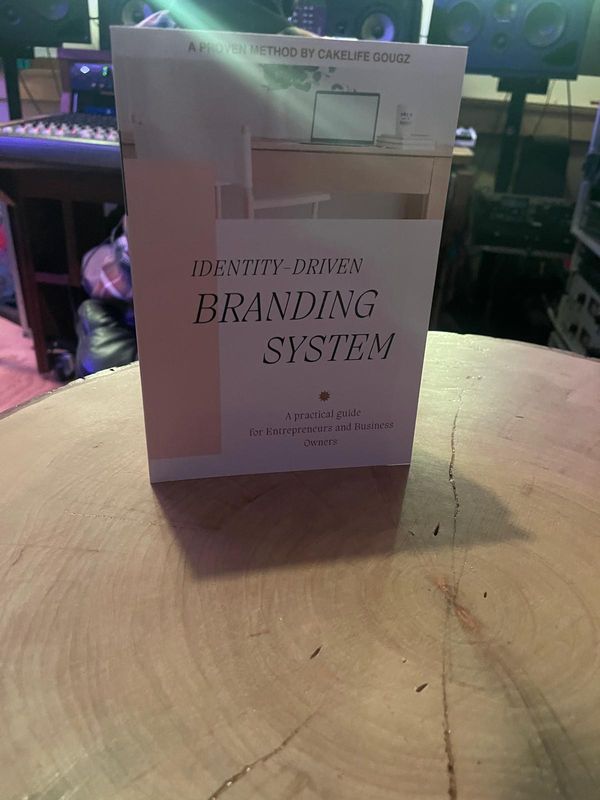 A PROVEN METHOD BY CAKELIFE GOUGZ
IDENTITY-DRIVEN
BRANDING
SYSTEM
A practical guide
for Entrepreneurs and Business
Owners